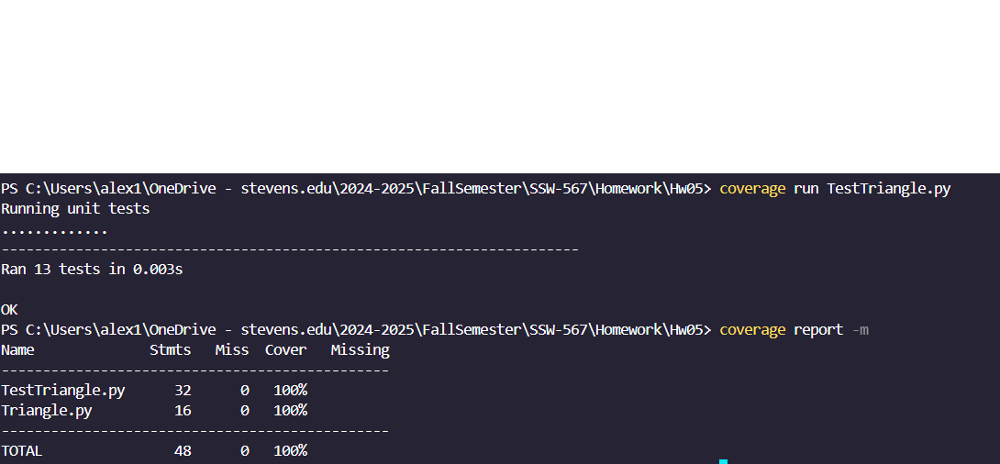 PS C:\Users\alex1\OneDrive - stevens.edu\2024-2025\FallSemester\SSW-567\Homework\Hw05> coverage run TestTriangle.py
Running unit tests
.............
----------------------------------------------------------------------
Ran 13 tests in 0.003s
OK
PS C:\Users\alex1\OneDrive - stevens.edu\2024-2025\FallSemester\SSW-567\Homework\Hw05> coverage report -m
Name              Stmts   Miss  Cover   Missing
-----------------------------------------------
TestTriangle.py      32      0   100%
Triangle.py          16      0   100%
-----------------------------------------------
TOTAL                48      0   100%